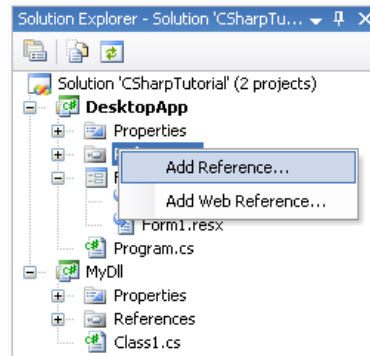 Solution Explorer - Solution 'CSharpTu...
Solution 'CSharpTutorial' (2 projects)
DesktopApp
Properties
Add Reference...
Add Web Reference...
Form1.resx
Program.cs
MyDll
Properties
References
Class1.cs